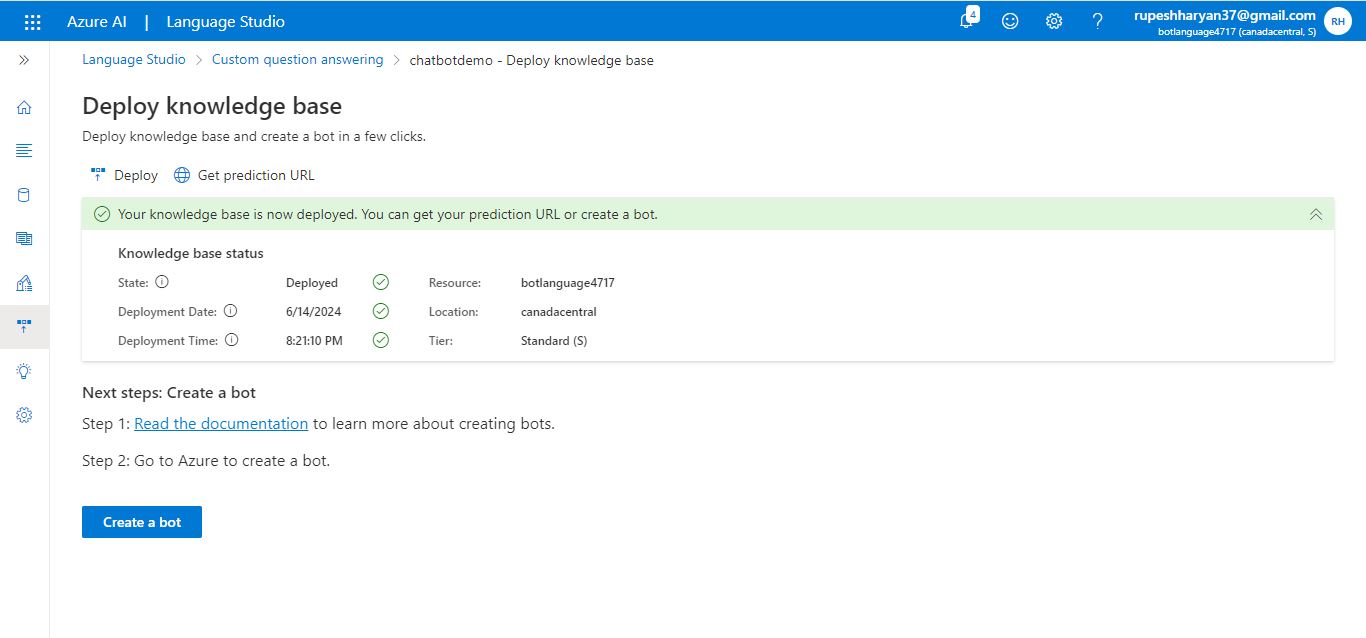 Azure AI | Language Studio
4
rupeshharyan37@gmail.com
botlanguage4717 (canadacentral, S)
RH
Language Studio > Custom question answering > chatbotdemo - Deploy knowledge base
Deploy knowledge base
Deploy knowledge base and create a bot in a few clicks.
Deploy Get prediction URL
Your knowledge base is now deployed. You can get your prediction URL or create a bot.
Knowledge base status
State: Deployed Resource: botlanguage4717
Deployment Date: 6/14/2024 Location: canadacentral
Deployment Time: 8:21:10 PM Tier: Standard (S)
Next steps: Create a bot
Step 1: Read the documentation to learn more about creating bots.
Step 2: Go to Azure to create a bot.
Create a bot